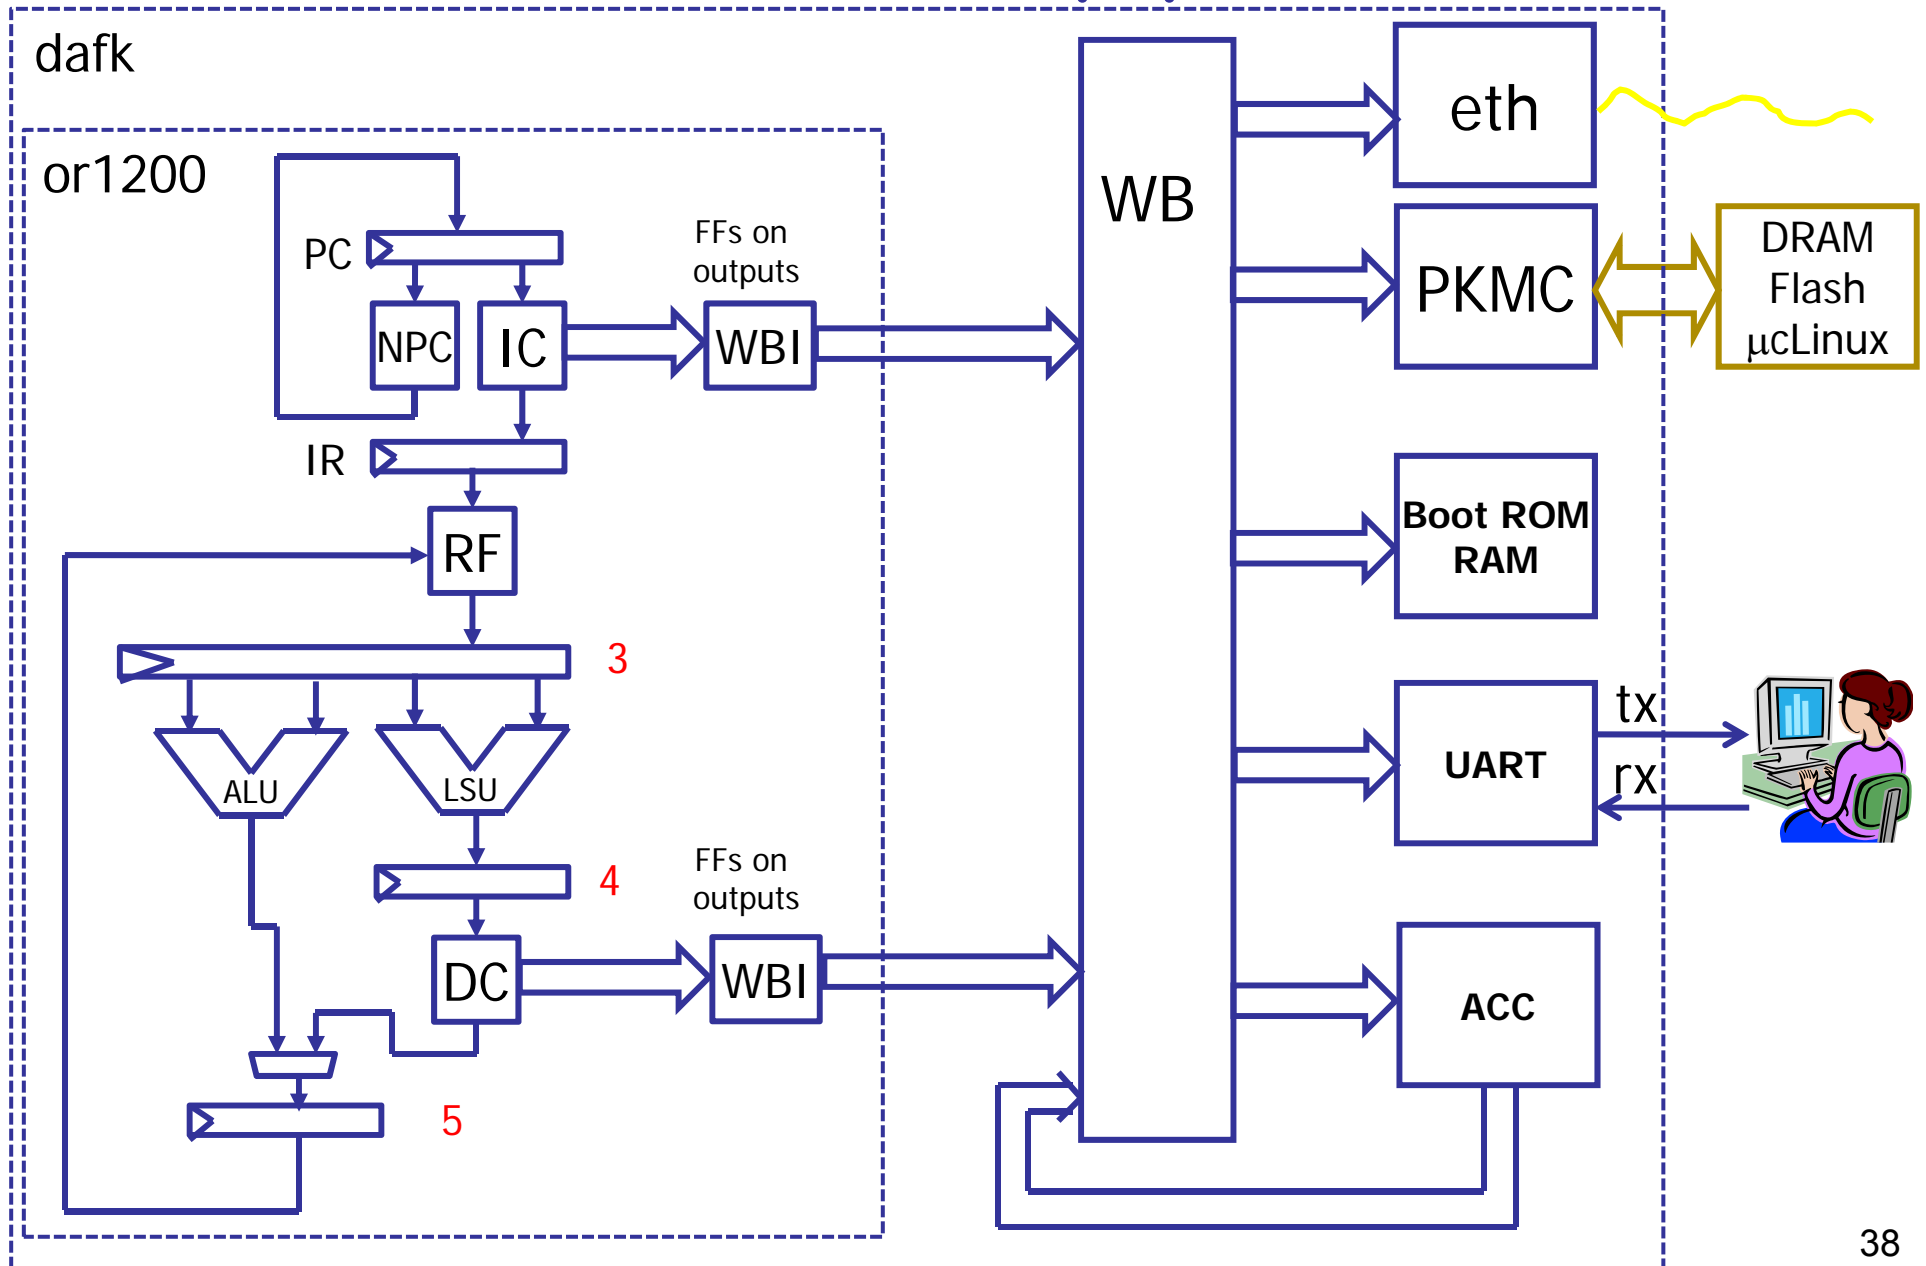 dafk
or1200
PC
NPC
IC
FFs on
outputs
WBI
IR
RF
3
ALU
LSU
4
FFs on
outputs
DC
WBI
5
WB
eth
PKMC
DRAM
Flash
µcLinux
Boot ROM
RAM
UART
tx
rx
ACC
38